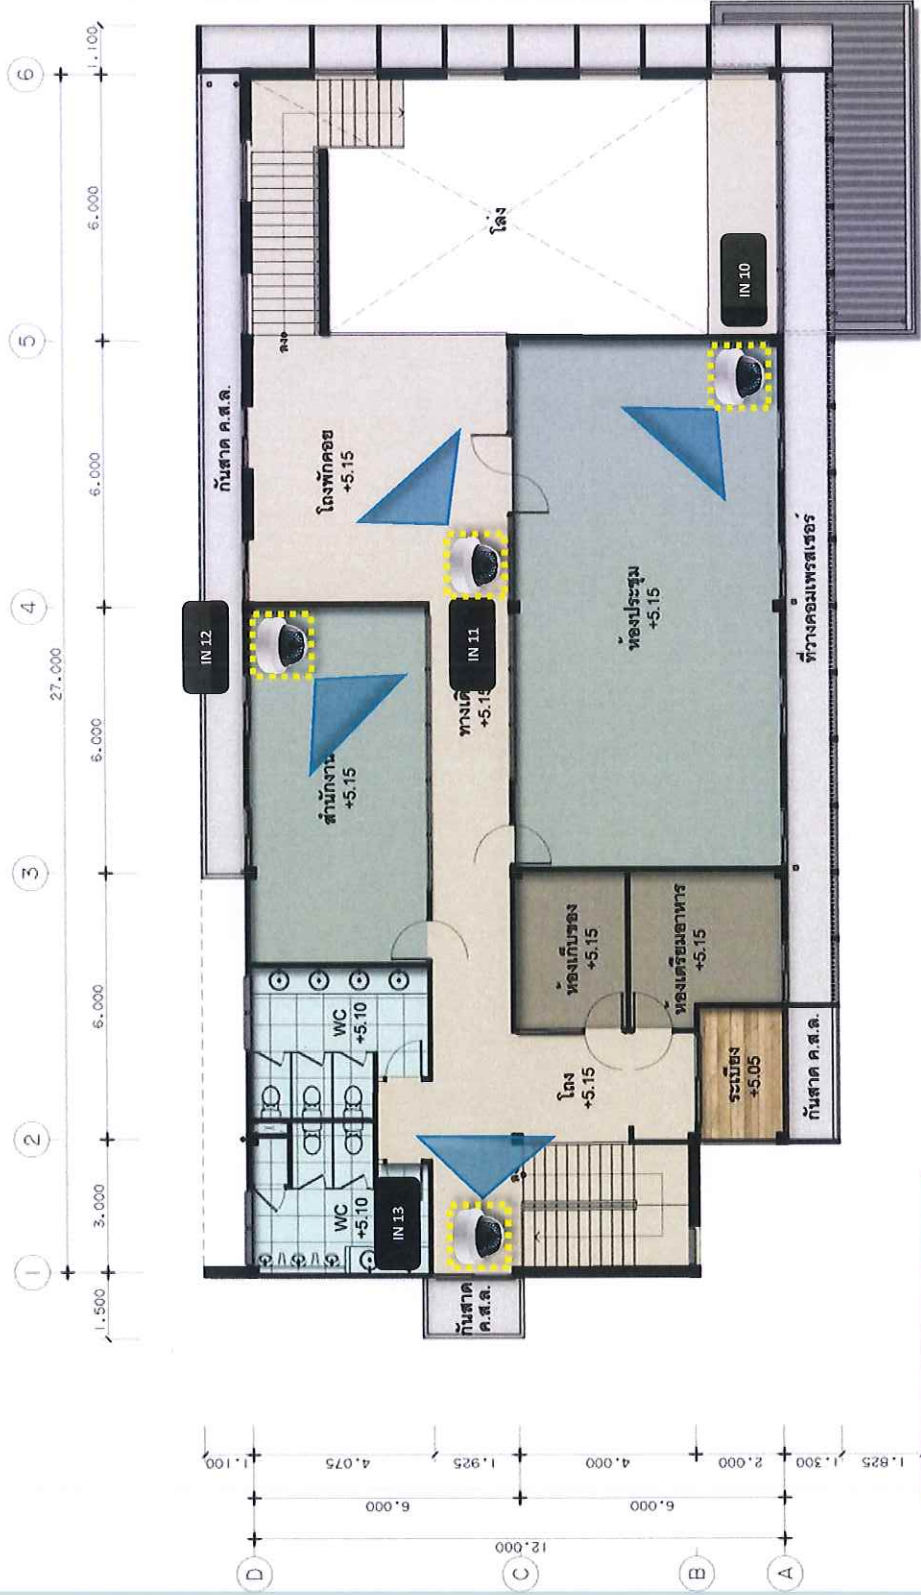 1
2
3
4
5
6
1.500
3.000
6.000
6.000
6.000
6.000
1.100
27.000
D
C
B
A
1.100
4.075
1.925
4.000
2.000
1.300
1.825
6.000
6.000
12.000
กันสาด ค.ส.ล.
IN 12
สำนักงาน
+5.15
โถงพักคอย
+5.15
ลง
โล่ง
IN 10
WC
+5.10
WC
+5.10
IN 13
IN 11
ทางเดิ
+5.15
กันสาด
ค.ส.ล.
โถง
+5.15
ห้องเก็บของ
+5.15
ห้องเตรียมอาหาร
+5.15
ห้องประชุม
+5.15
ระเบียง
+5.05
กันสาด ค.ส.ล.
ที่วางคอมเพรสเซอร์